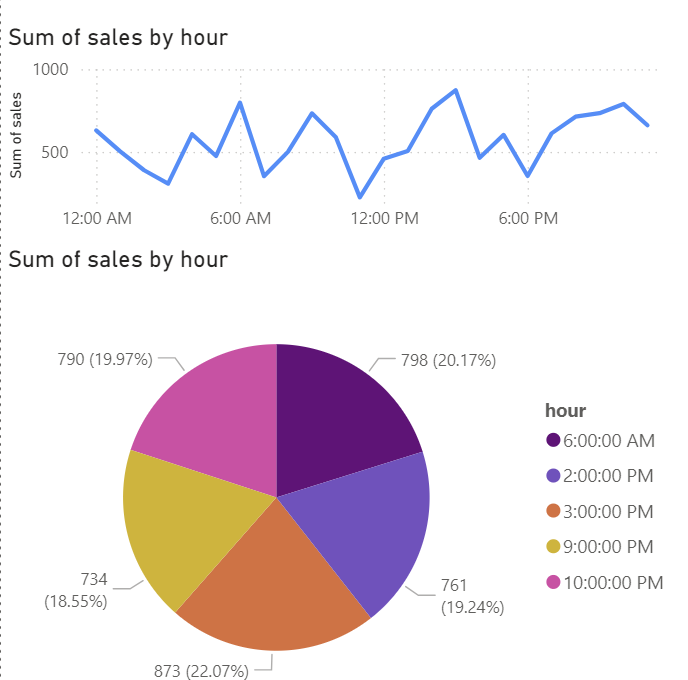 Sum of sales by hour
1000
500
Sum of sales
12:00 AM 6:00 AM 12:00 PM 6:00 PM
Sum of sales by hour
790 (19.97%)
798 (20.17%)
hour
6:00:00 AM
2:00:00 PM
3:00:00 PM
9:00:00 PM
10:00:00 PM
734
(18.55%)
761
(19.24%)
873 (22.07%)